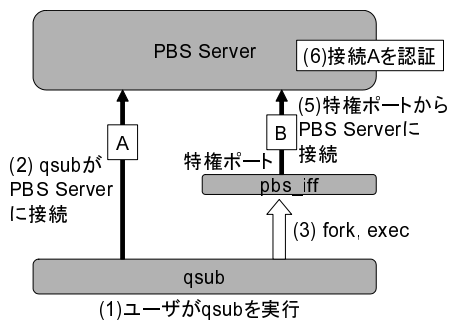 PBS Server
(6)接続Aを認証
(5)特権ポートから
PBS Serverに
接続
A
B
(2) qsubが
PBS Server
に接続
特権ポート
pbs_iff
(3) fork, exec
qsub
(1)ユーザがqsubを実行